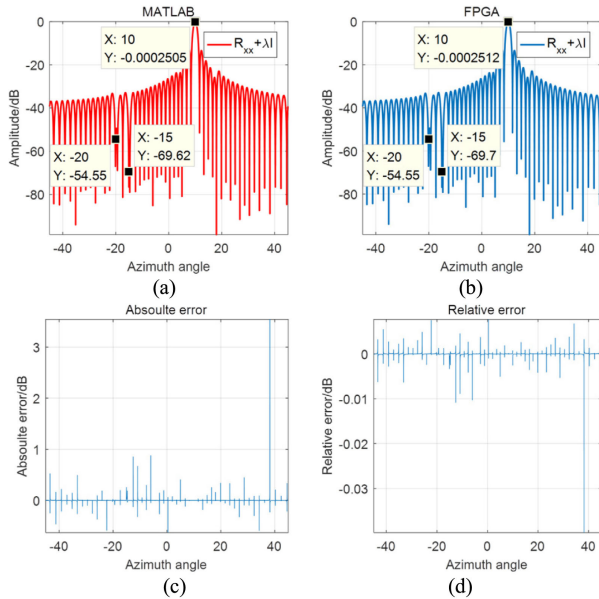 MATLAB
R_xx+λI
X: 10
Y: -0.0002505
X: -15
Y: -69.62
X: -20
Y: -54.55
Amplitude/dB
0
-20
-40
-60
-80
-40 -20 0 20 40
Azimuth angle
(a)
FPGA
R_xx+λI
X: 10
Y: -0.0002512
X: -15
Y: -69.7
X: -20
Y: -54.55
Amplitude/dB
0
-20
-40
-60
-80
-40 -20 0 20 40
Azimuth angle
(b)
Absoulte error
Absoulte error/dB
3
2
1
0
-40 -20 0 20 40
Azimuth angle
(c)
Relative error
Relative error/dB
0
-0.01
-0.02
-0.03
-40 -20 0 20 40
Azimuth angle
(d)